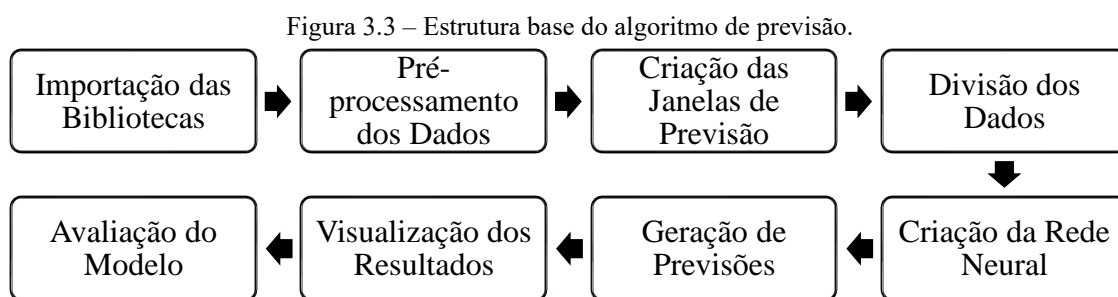 Figura 3.3 – Estrutura base do algoritmo de previsão.
Importação das
Bibliotecas
Pré-
processamento
dos Dados
Criação das
Janelas de
Previsão
Divisão dos
Dados
Criação da Rede
Neural
Geração de
Previsões
Visualização dos
Resultados
Avaliação do
Modelo